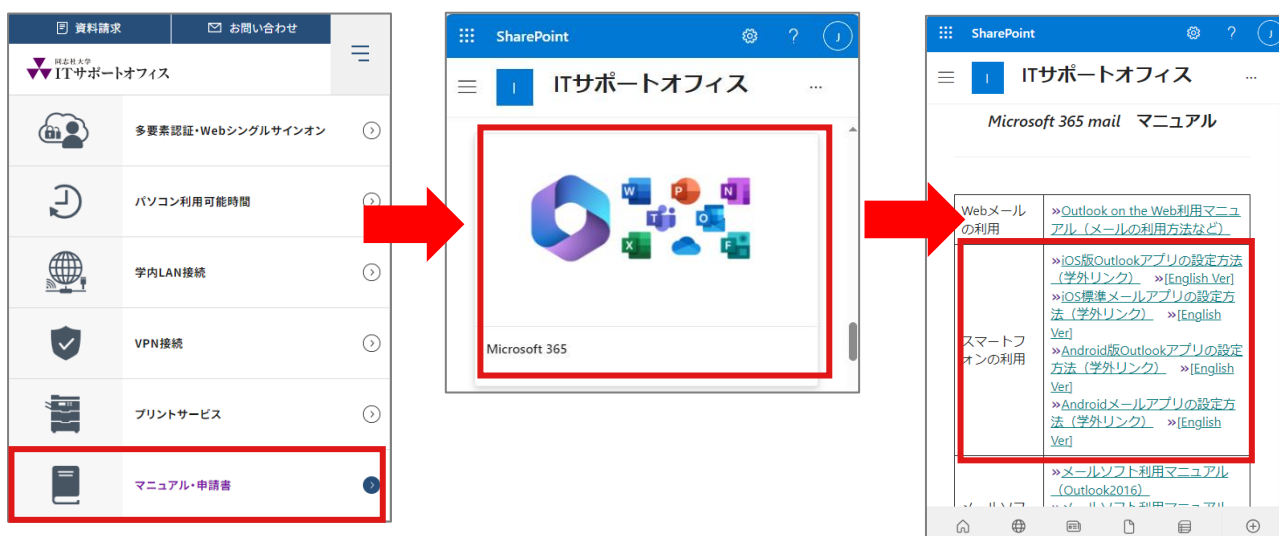 資料請求
お問い合わせ
同志社大学
ITサポートオフィス
多要素認証・Webシングルサインオン
パソコン利用可能時間
学内LAN接続
VPN接続
プリントサービス
マニュアル・申請書
SharePoint
?
J
I
ITサポートオフィス
...
W
P
N
T
O
X
F
Microsoft 365
SharePoint
?
J
I
ITサポートオフィス
...
Microsoft 365 mail マニュアル
Webメール
の利用
»Outlook on the Web利用マニュ
アル（メールの利用方法など）
スマートフ
ォンの利用
»iOS版Outlookアプリの設定方法
（学外リンク） »[English Ver]
»iOS標準メールアプリの設定方
法（学外リンク） »[English
Ver]
»Android版Outlookアプリの設定
方法（学外リンク） »[English
Ver]
»Androidメールアプリの設定方
法（学外リンク） »[English
Ver]
»メールソフト利用マニュアル
（Outlook2016）